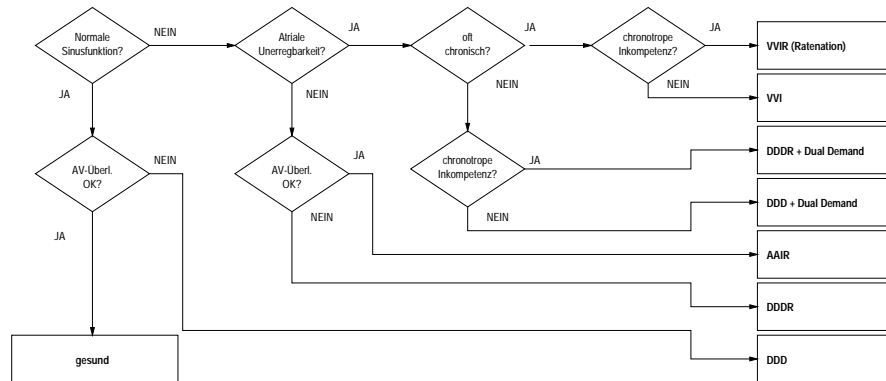 Normale
Sinusfunktion?
NEIN
Atriale
Unerregbarkeit?
JA
oft
chronisch?
JA
chronotrope
Inkompetenz?
JA
VVIR (Ratenation)
JA
NEIN
NEIN
NEIN
VVI
AV-Überl.
OK?
NEIN
AV-Überl.
OK?
JA
chronotrope
Inkompetenz?
JA
DDDR + Dual Demand
JA
NEIN
NEIN
DDD + Dual Demand
AAIR
DDDR
gesund
DDD